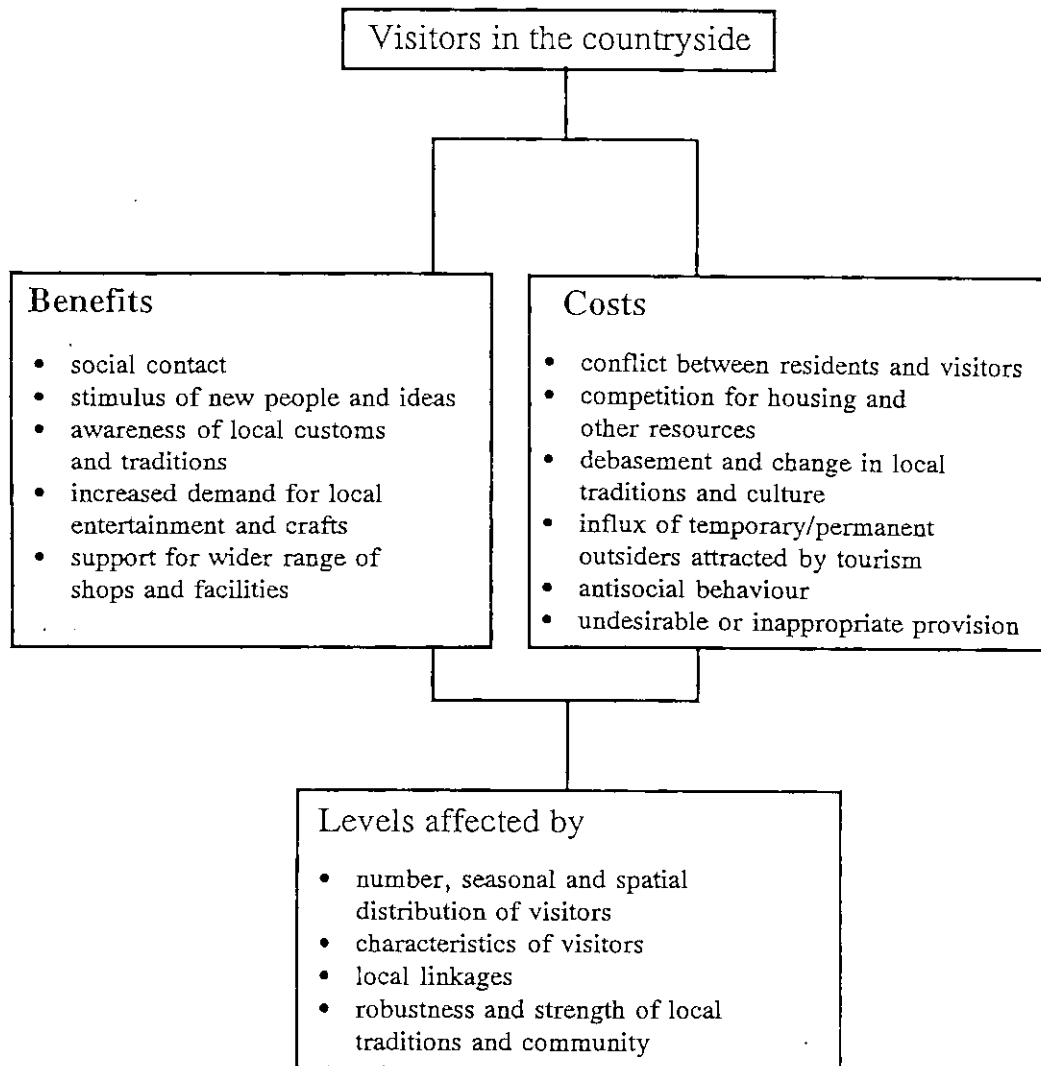 Visitors in the countryside
Benefits
• social contact
• stimulus of new people and ideas
• awareness of local customs
and traditions
• increased demand for local
entertainment and crafts
• support for wider range of
shops and facilities
Costs
• conflict between residents and visitors
• competition for housing and
other resources
• debasement and change in local
traditions and culture
• influx of temporary/permanent
outsiders attracted by tourism
• antisocial behaviour
• undesirable or inappropriate provision
Levels affected by
• number, seasonal and spatial
distribution of visitors
• characteristics of visitors
• local linkages
• robustness and strength of local
traditions and community